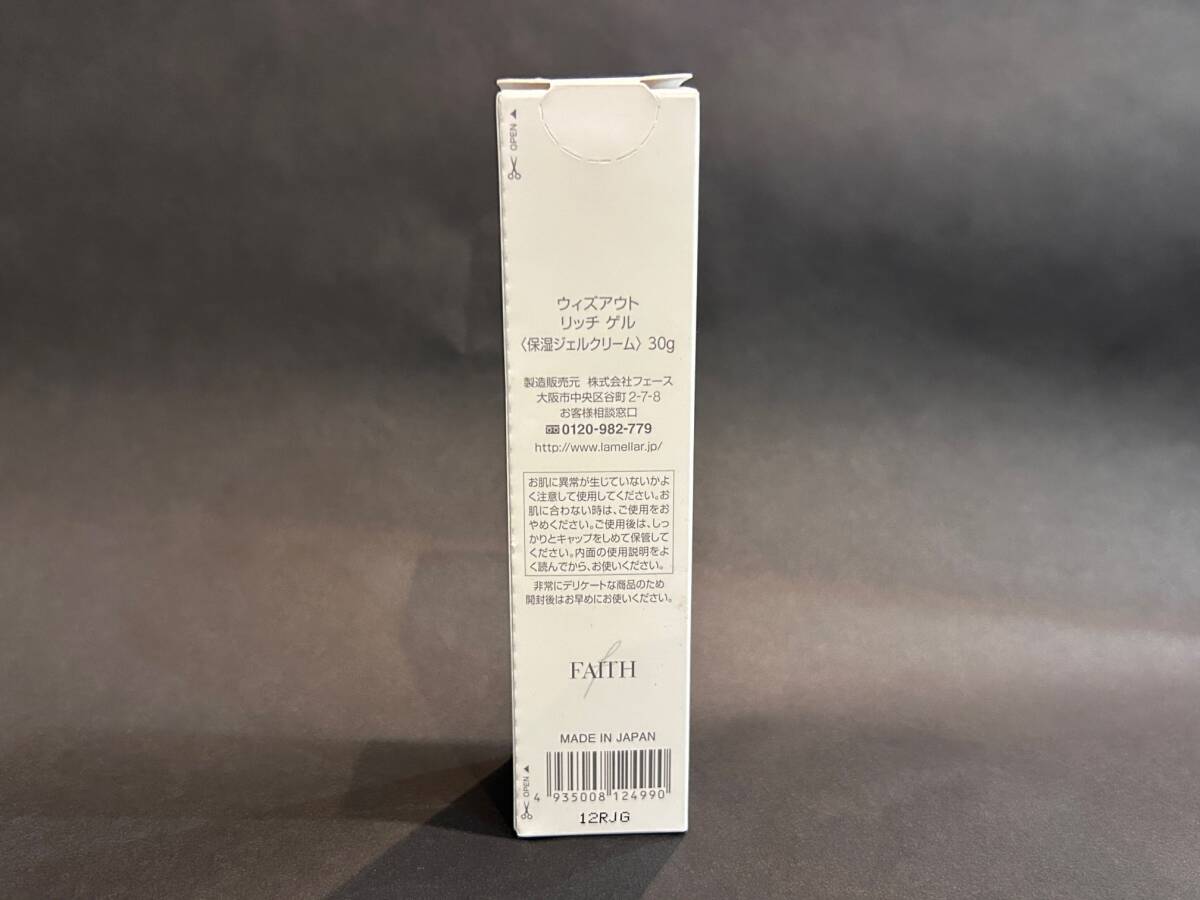 OPEN
ウィズアウト
リッチ ゲル
〈保湿ジェルクリーム〉 30g
製造販売元 株式会社フェース
大阪市中央区谷町2-7-8
お客様相談窓口
0120-982-779
http://www.lamellar.jp/
お肌に異常が生じていないかよ
く注意して使用してください。お
肌に合わない時は、ご使用をお
やめください。ご使用後は、しっ
かりとキャップをしめて保管して
ください。内面の使用説明をよ
く読んでから、お使いください。
非常にデリケートな商品のため
開封後はお早めにお使いください。
FAITH
MADE IN JAPAN
OPEN
4 935008 124990
12RJG